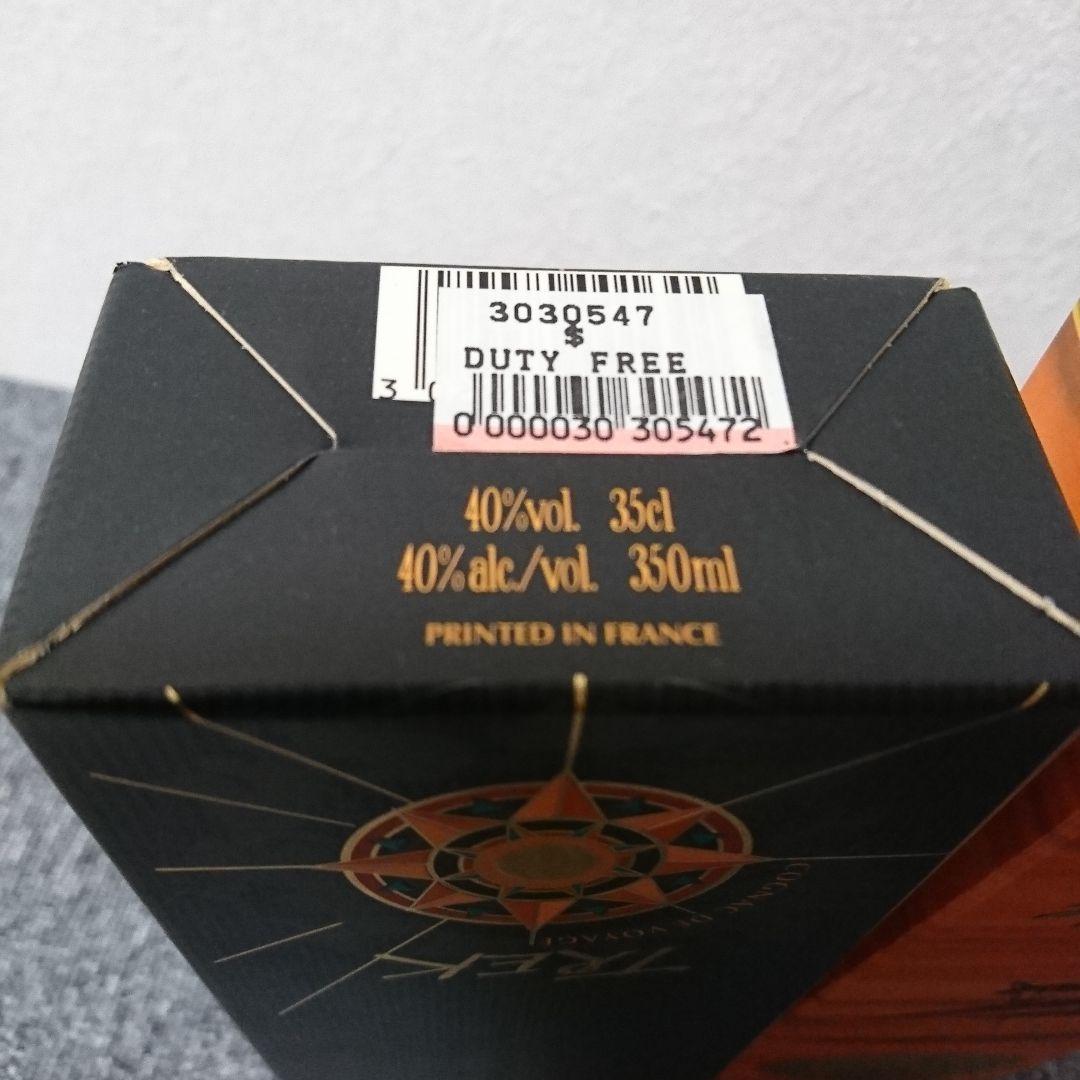 3030547
$
DUTY FREE
3 0
0 000030 305472
40%vol. 35cl
40%alc./vol. 350ml
PRINTED IN FRANCE
COGNAC DE VOYAGE
TREK